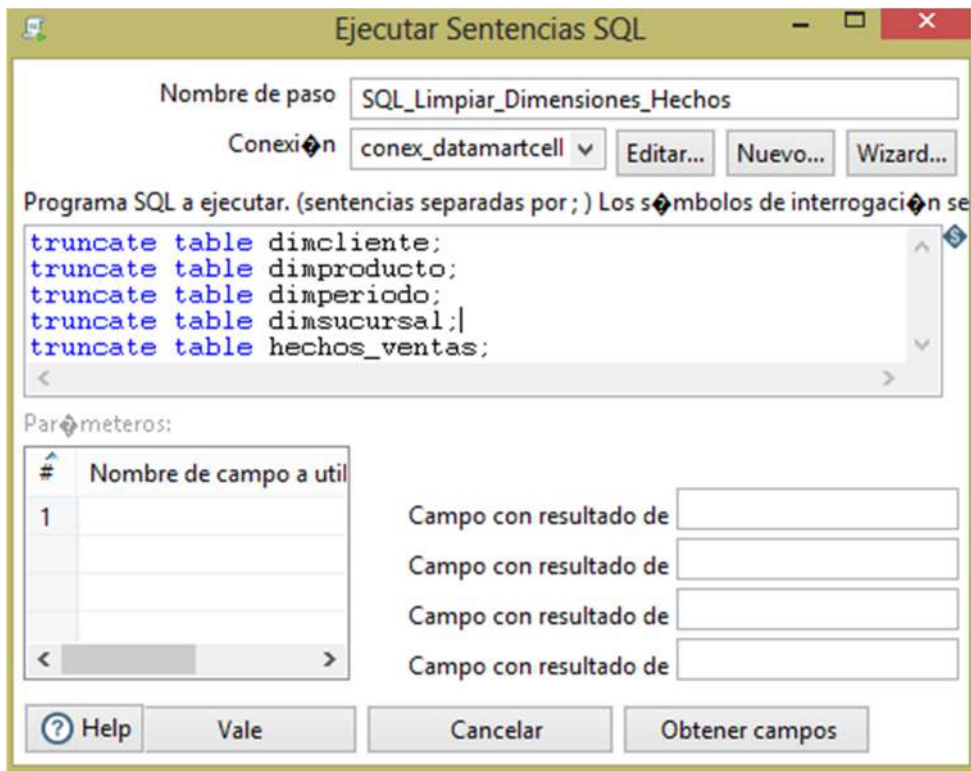 Ejecutar Sentencias SQL
Nombre de paso SQL_Limpiar_Dimensiones_Hechos
Conexi�n conex_datamartcell Editar... Nuevo... Wizard...
Programa SQL a ejecutar. (sentencias separadas por ; ) Los s�mbolos de interrogaci�n se
truncate table dimcliente;
truncate table dimproducto;
truncate table dimperiodo;
truncate table dimsucursal;
truncate table hechos_ventas;
Par�meteros:
# Nombre de campo a util
1
Campo con resultado de
Campo con resultado de
Campo con resultado de
Campo con resultado de
Help Vale Cancelar Obtener campos